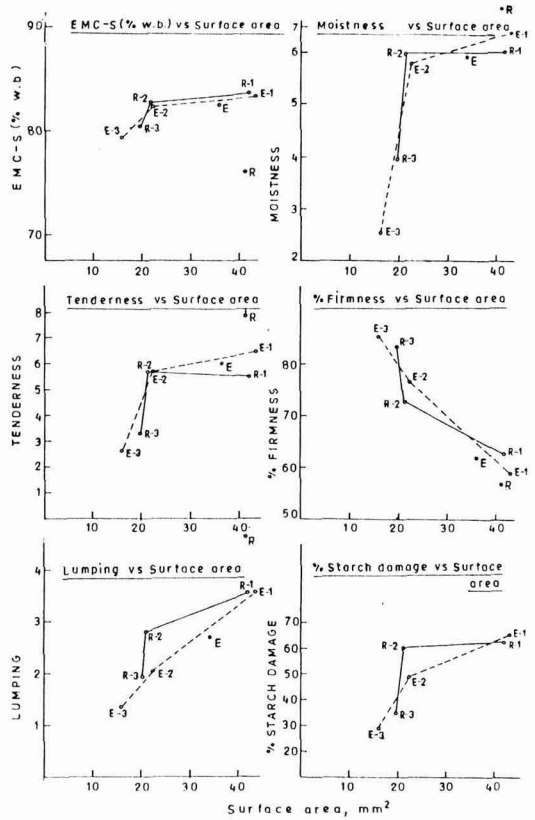 EMC-S(% w.b.) vs Surface area
90
80
70
EMC-S (% w.b)
R-1
E-1
R-2
E-2
E
E-3
R-3
R
10
20
30
40
Moistness vs Surface area
7
6
5
4
3
2
MOISTNESS
R
E-1
R-2
R-1
E-2
E
R-3
E-3
10
20
30
40
Tenderness vs Surface area
8
7
6
5
4
3
2
1
TENDERNESS
R
E-1
R-2
E
R-1
R-3
E-3
10
20
30
40
% Firmness vs Surface area
80
70
60
50
% FIRMNESS
E-3
R-3
E-2
R-2
R-1
E
E-1
R
10
20
30
40
Lumping vs Surface area
4
3
2
1
LUMPING
R
R-1
E-1
R-2
E
R-3
E-2
E-3
10
20
30
40
% Starch damage vs Surface
area
70
60
50
40
30
20
% STARCH DAMAGE
E-1
R-2
R-1
E-2
R-3
E-3
10
20
30
40
Surface area, mm²